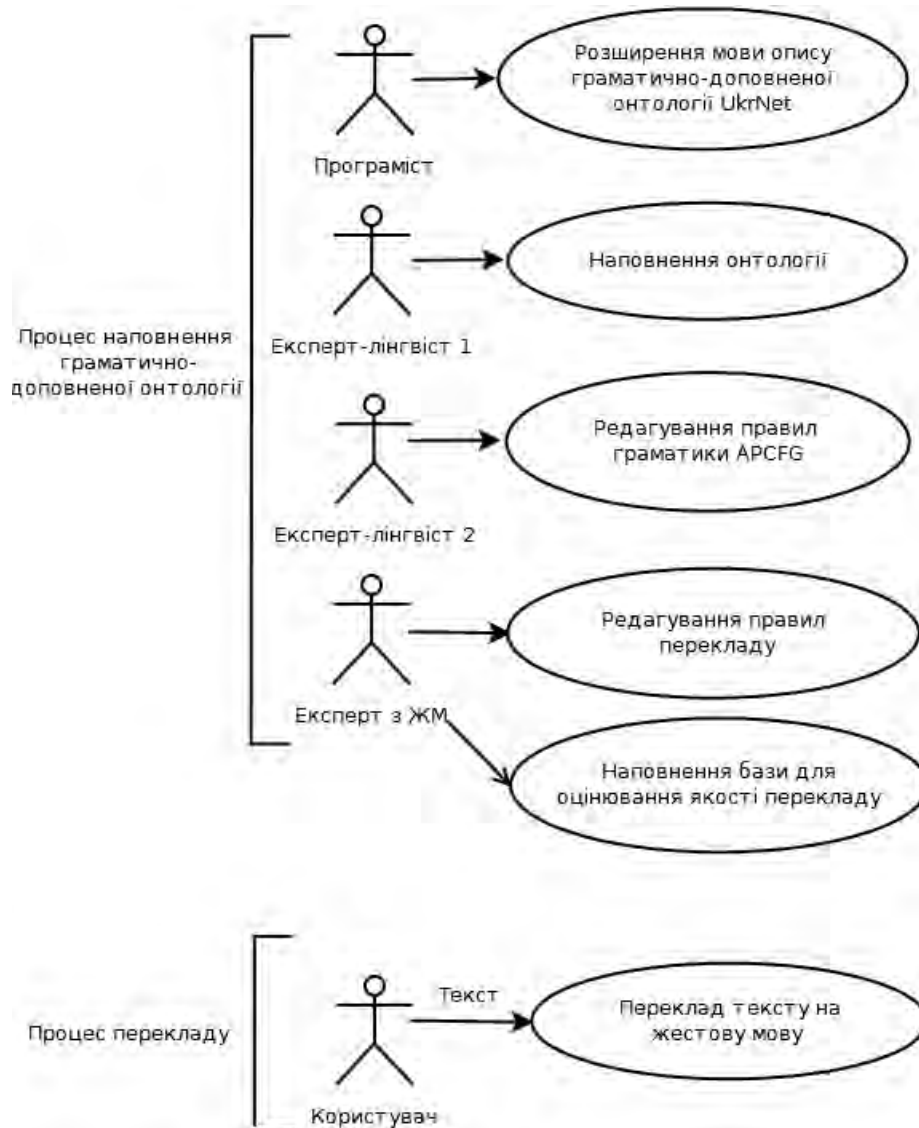 Розширення мови опису
граматично-доповненої
онтології UkrNet
Програміст
Наповнення онтології
Експерт-лінгвіст 1
Процес наповнення
граматично-
доповненої онтології
Редагування правил
граматики APCFG
Експерт-лінгвіст 2
Редагування правил
перекладу
Експерт з ЖМ
Наповнення бази для
оцінювання якості перекладу
Процес перекладу
Текст
Переклад тексту на
жестову мову
Користувач